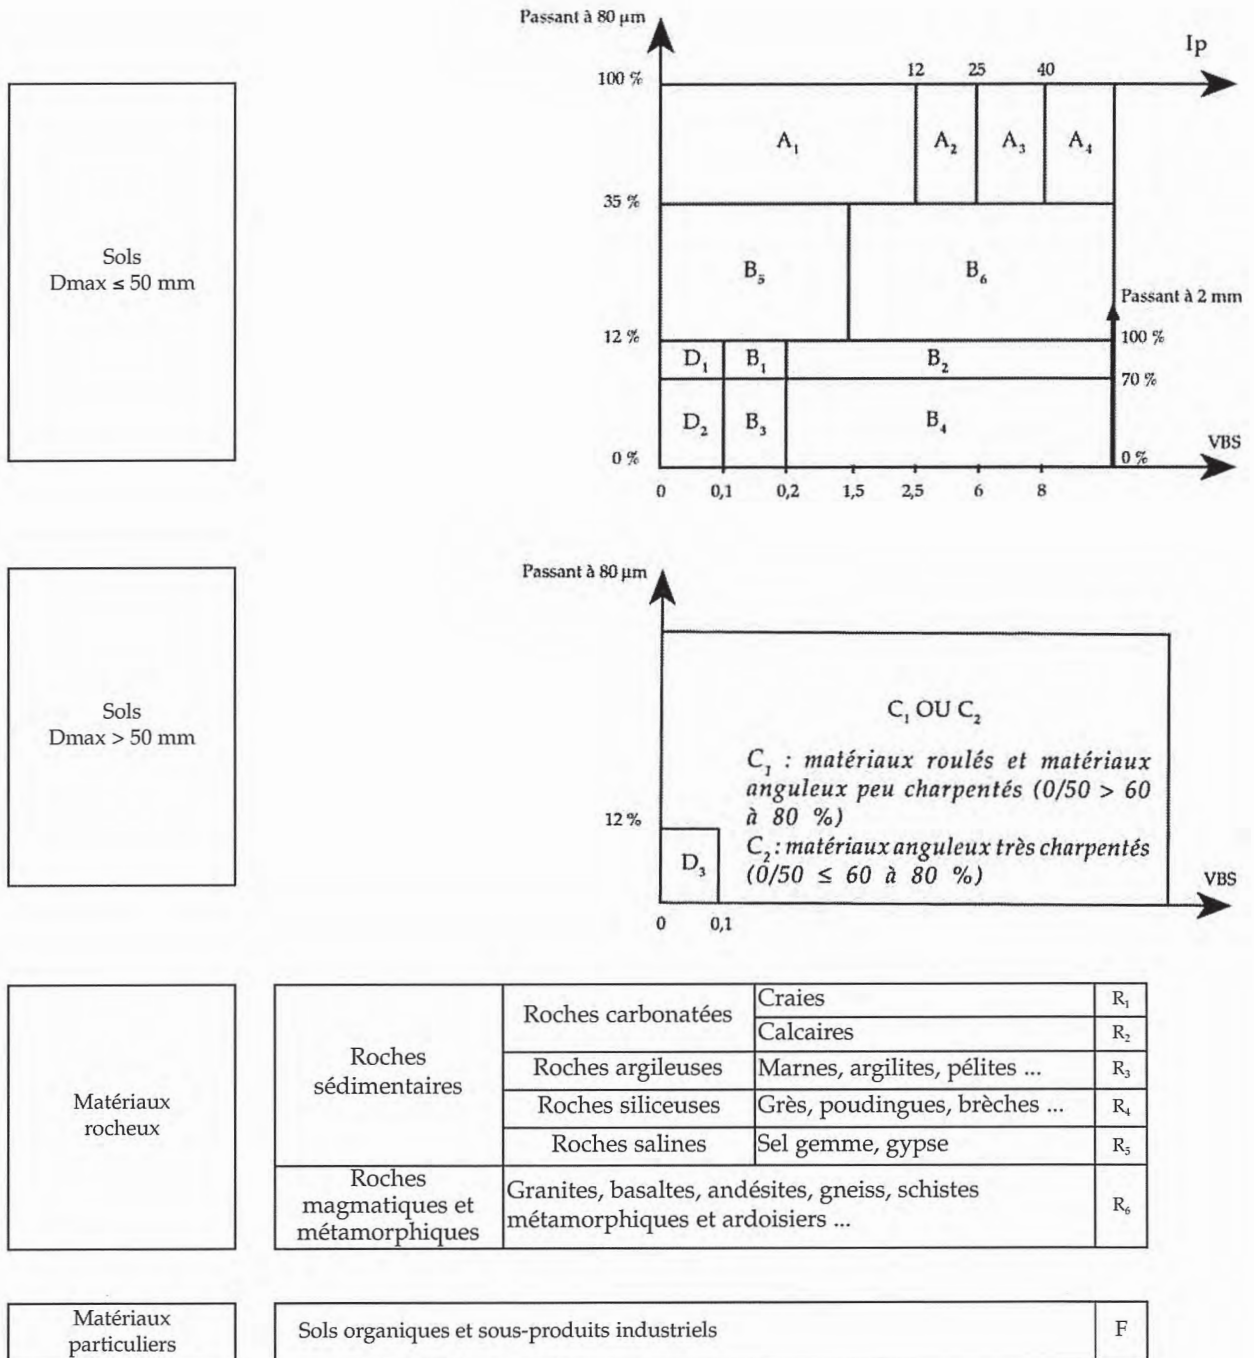 Passant à 80 µm
Ip
12 25 40
100 %
A₁ A₂ A₃ A₄
35 %
Sols
Dmax ≤ 50 mm
B₅ B₆
Passant à 2 mm
12 % 100 %
D₁ B₁ B₂
70 %
D₂ B₃ B₄
VBS
0 % 0 %
0 0,1 0,2 1,5 2,5 6 8
Passant à 80 µm
Sols
Dmax > 50 mm
C₁ OU C₂
C₁ : matériaux roulés et matériaux
anguleux peu charpentés (0/50 > 60
à 80 %)
C₂ : matériaux anguleux très charpentés
(0/50 ≤ 60 à 80 %)
12 %
D₃
VBS
0 0,1
Matériaux
rocheux
Roches
sédimentaires
Roches carbonatées
Craies R₁
Calcaires R₂
Roches argileuses Marnes, argilites, pélites ... R₃
Roches siliceuses Grès, poudingues, brèches ... R₄
Roches salines Sel gemme, gypse R₅
Roches
magmatiques et
métamorphiques
Granites, basaltes, andésites, gneiss, schistes
métamorphiques et ardoisiers ...
R₆
Matériaux
particuliers
Sols organiques et sous-produits industriels F